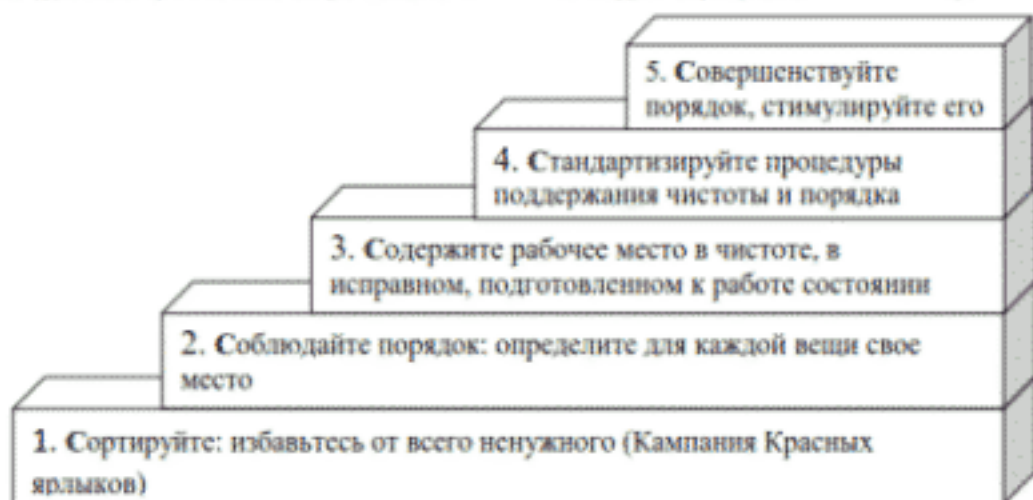 5. Совершенствуйте
порядок, стимулируйте его
4. Стандартизируйте процедуры
поддержания чистоты и порядка
3. Содержите рабочее место в чистоте, в
исправном, подготовленном к работе состоянии
2. Соблюдайте порядок: определите для каждой вещи свое
место
1. Сортируйте: избавьтесь от всего ненужного (Кампания Красных
ярлыков)